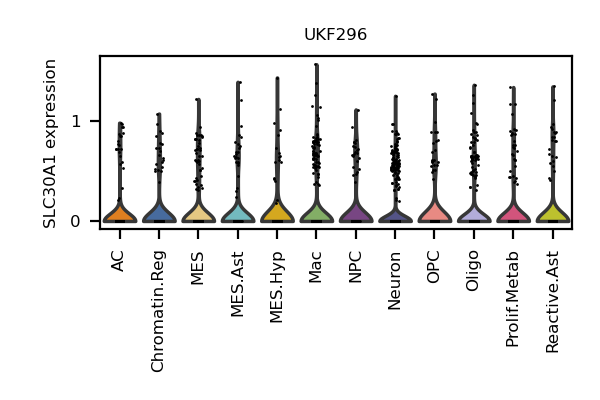 UKF296
SLC30A1 expression
1
0
AC
Chromatin.Reg
MES
MES.Ast
MES.Hyp
Mac
NPC
Neuron
OPC
Oligo
Prolif.Metab
Reactive.Ast